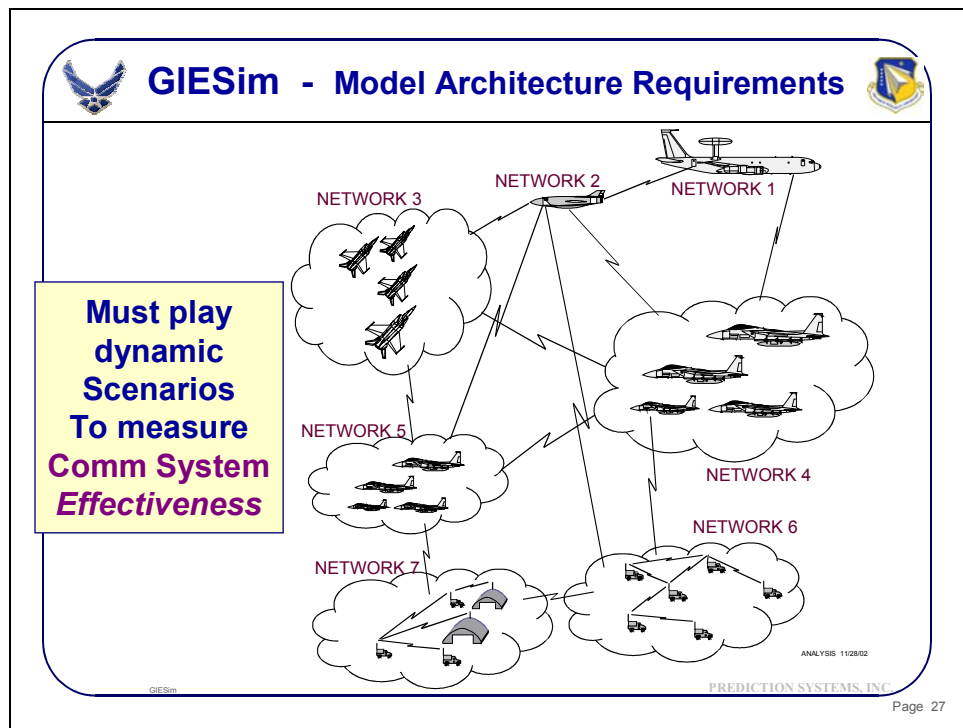 GIESim - Model Architecture Requirements
NETWORK 2
NETWORK 1
NETWORK 3
Must play
dynamic
Scenarios
To measure
Comm System
Effectiveness
NETWORK 5
NETWORK 4
NETWORK 6
NETWORK 7
ANALYSIS 11/28/02
GIESim
PREDICTION SYSTEMS, INC.
Page 27